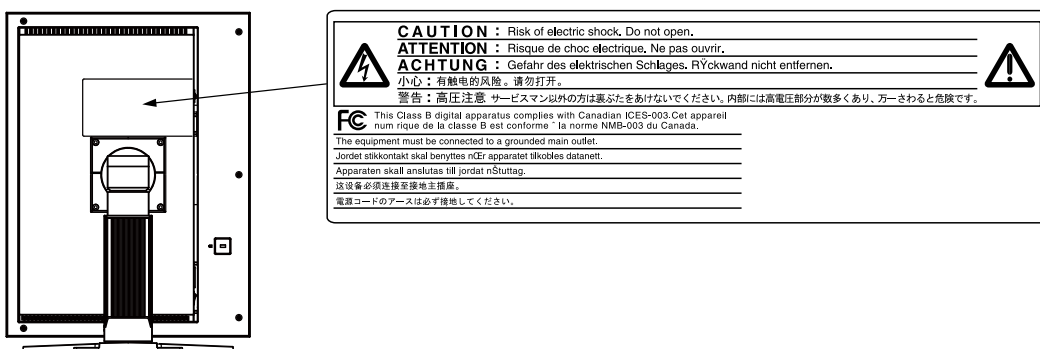 CAUTION : Risk of electric shock. Do not open.
ATTENTION : Risque de choc electrique. Ne pas ouvrir.
ACHTUNG : Gefahr des elektrischen Schlages. RŸckwand nicht entfernen.
小心：有触电的风险。请勿打开。
警告：高圧注意 サービスマン以外の方は裏ぶたをあけないでください。内部には高電圧部分が数多くあり、万一さわると危険です。
FC This Class B digital apparatus complies with Canadian ICES-003.Cet appareil
num rique de la classe B est conforme ˆ la norme NMB-003 du Canada.
The equipment must be connected to a grounded main outlet.
Jordet stikkontakt skal benyttes nŒr apparatet tilkobles datanett.
Apparaten skall anslutas till jordat nŠtuttag.
这设备必须连接至接地主插座。
電源コードのアースは必ず接地してください。